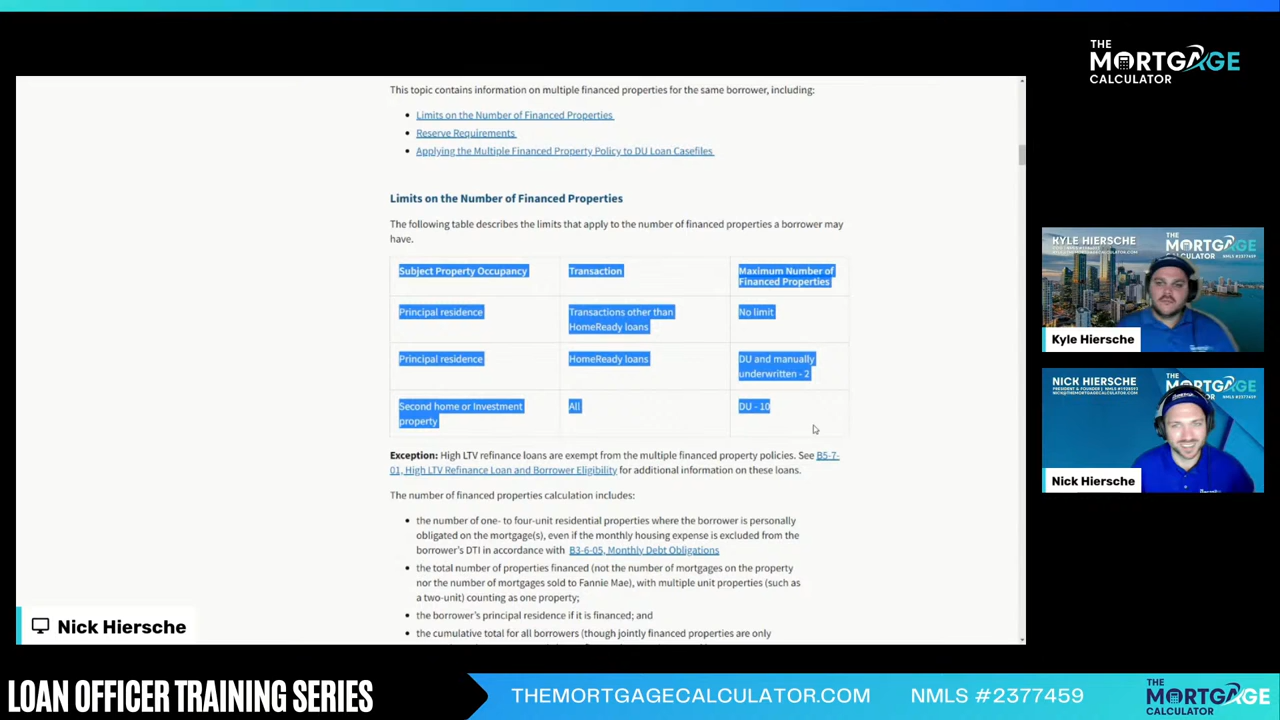 THE
MORTGAGE
CALCULATOR
This topic contains information on multiple financed properties for the same borrower, including:
• Limits on the Number of Financed Properties
• Reserve Requirements
• Applying the Multiple Financed Property Policy to DU Loan Casefiles
Limits on the Number of Financed Properties
The following table describes the limits that apply to the number of financed properties a borrower may
have.
Subject Property Occupancy
Transaction
Maximum Number of
Financed Properties
Principal residence
Transactions other than
HomeReady loans
No limit
Principal residence
HomeReady loans
DU and manually
underwritten - 2
Second home or Investment
property
All
DU - 10
Exception: High LTV refinance loans are exempt from the multiple financed property policies. See B5-7-
01, High LTV Refinance Loan and Borrower Eligibility for additional information on these loans.
The number of financed properties calculation includes:
• the number of one- to four-unit residential properties where the borrower is personally
obligated on the mortgage(s), even if the monthly housing expense is excluded from the
borrower's DTI in accordance with B3-6-05, Monthly Debt Obligations
• the total number of properties financed (not the number of mortgages on the property
nor the number of mortgages sold to Fannie Mae), with multiple unit properties (such as
a two-unit) counting as one property;
• the borrower's principal residence if it is financed; and
• the cumulative total for all borrowers (though jointly financed properties are only
KYLE HIERSCHE
THE
MORTGAGE
CALCULATOR
NMLS #2377459
Kyle Hiersche
NICK HIERSCHE
PRESIDENT & FOUNDER
THE
MORTGAGE
CALCULATOR
NMLS #2377459
Nick Hiersche
Nick Hiersche
LOAN OFFICER TRAINING SERIES
THEMORTGAGECALCULATOR.COM
NMLS #2377459
THE
MORTGAGE
CALCULATOR